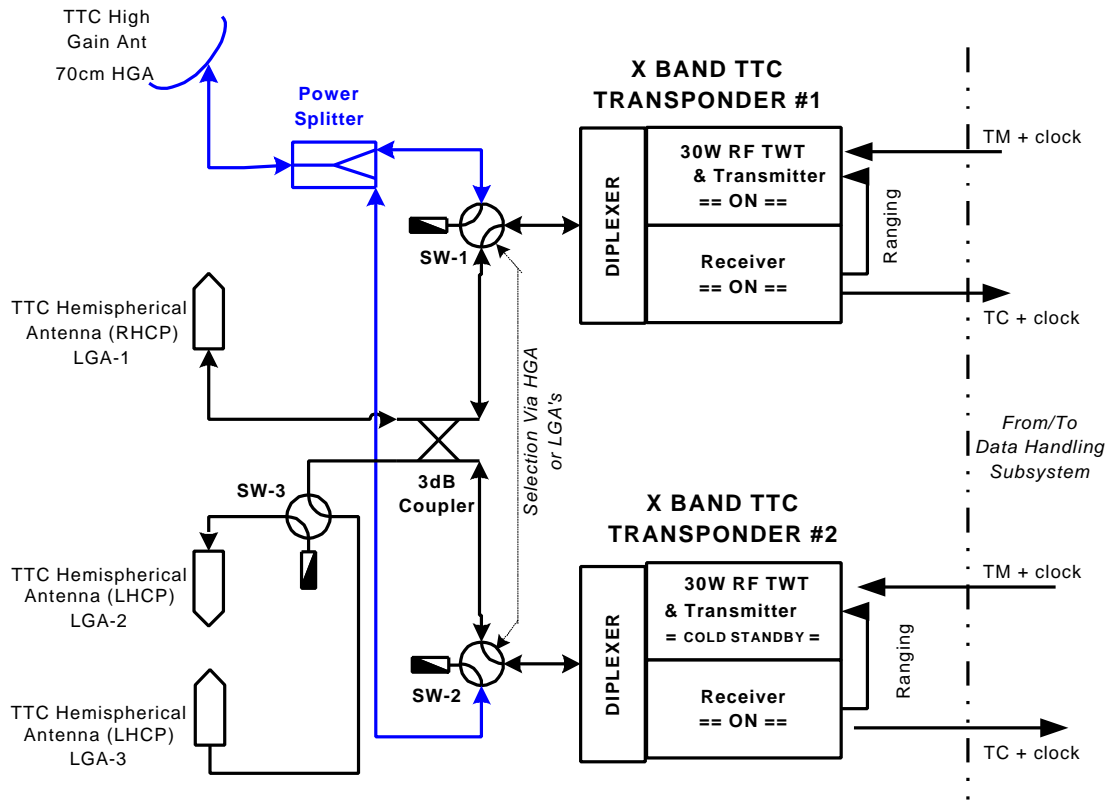 TTC High
Gain Ant
70cm HGA
Power
Splitter
X BAND TTC
TRANSPONDER #1
DIPLEXER
30W RF TWT
& Transmitter
== ON ==
Receiver
== ON ==
Ranging
TM + clock
TC + clock
SW-1
TTC Hemispherical
Antenna (RHCP)
LGA-1
Selection Via HGA
or LGA's
From/To
Data Handling
Subsystem
3dB
Coupler
SW-3
TTC Hemispherical
Antenna (LHCP)
LGA-2
X BAND TTC
TRANSPONDER #2
DIPLEXER
30W RF TWT
& Transmitter
= COLD STANDBY =
Receiver
== ON ==
Ranging
TM + clock
TC + clock
SW-2
TTC Hemispherical
Antenna (LHCP)
LGA-3